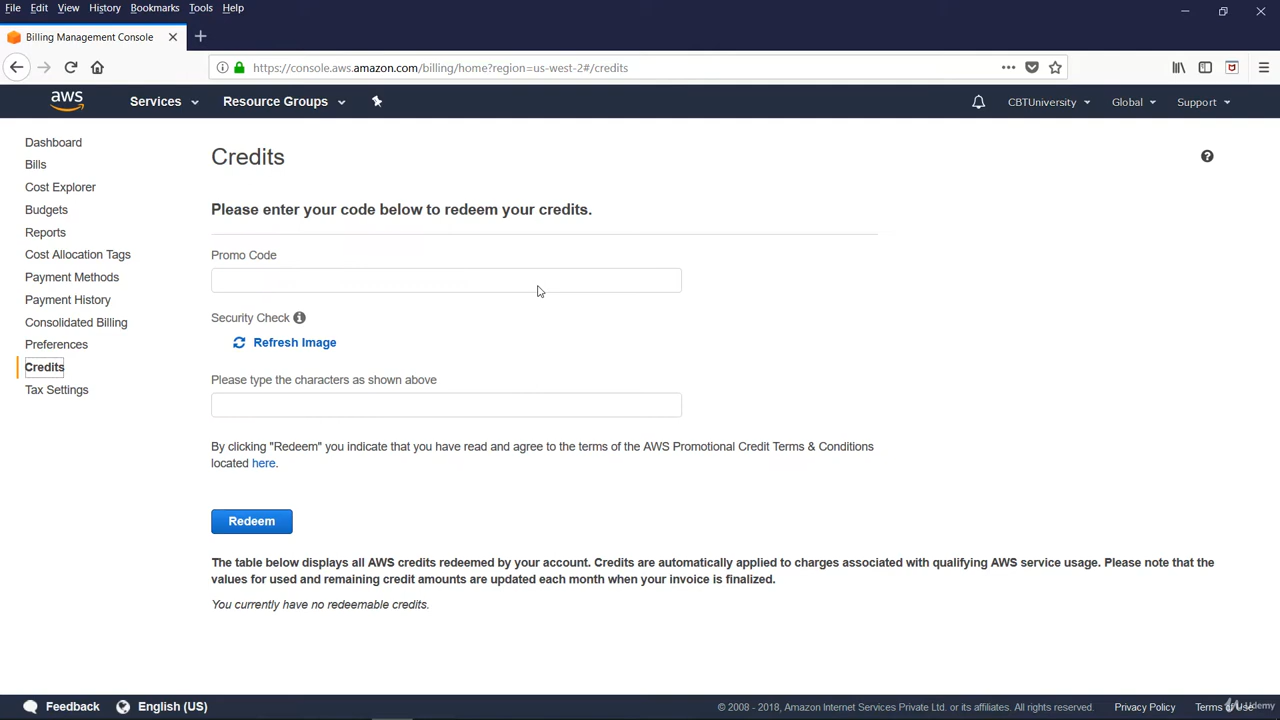 File Edit View History Bookmarks Tools Help
Billing Management Console
https://console.aws.amazon.com/billing/home?region=us-west-2#/credits
aws Services Resource Groups CBTUniversity Global Support
Dashboard
Bills
Cost Explorer
Budgets
Reports
Cost Allocation Tags
Payment Methods
Payment History
Consolidated Billing
Preferences
Credits
Tax Settings
Credits
Please enter your code below to redeem your credits.
Promo Code
Security Check
Refresh Image
Please type the characters as shown above
By clicking "Redeem" you indicate that you have read and agree to the terms of the AWS Promotional Credit Terms & Conditions
located here.
Redeem
The table below displays all AWS credits redeemed by your account. Credits are automatically applied to charges associated with qualifying AWS service usage. Please note that the
values for used and remaining credit amounts are updated each month when your invoice is finalized.
You currently have no redeemable credits.
Feedback English (US) © 2008 - 2018, Amazon Internet Services Private Ltd. or its affiliates. All rights reserved. Privacy Policy Terms of Use
Udemy